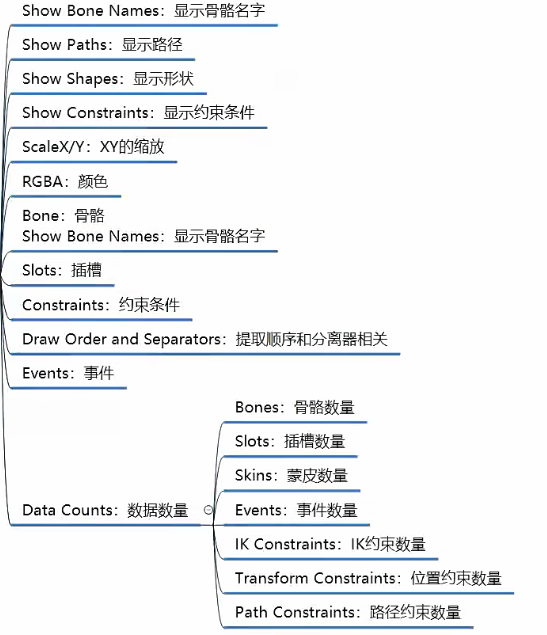 Show Bone Names：显示骨骼名字
Show Paths：显示路径
Show Shapes：显示形状
Show Constraints：显示约束条件
ScaleX/Y：XY的缩放
RGBA：颜色
Bone：骨骼
Show Bone Names：显示骨骼名字
Slots：插槽
Constraints：约束条件
Draw Order and Separators：提取顺序和分离器相关
Events：事件
Data Counts：数据数量
Bones：骨骼数量
Slots：插槽数量
Skins：蒙皮数量
Events：事件数量
IK Constraints：IK约束数量
Transform Constraints：位置约束数量
Path Constraints：路径约束数量